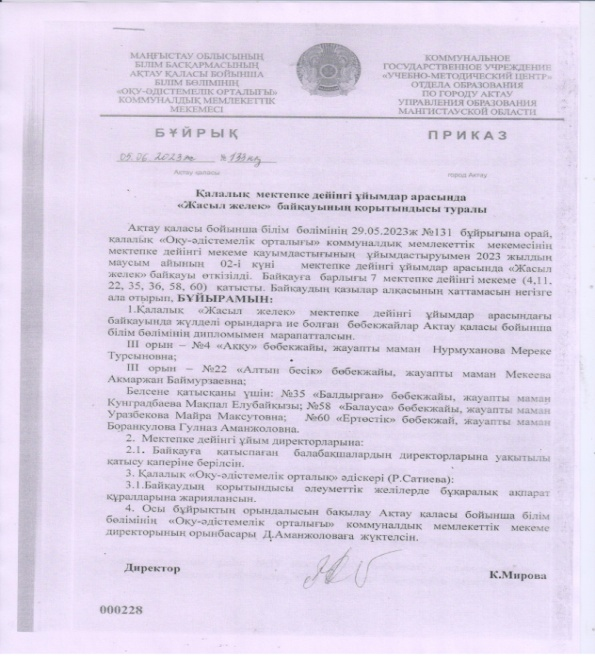 МАҢҒЫСТАУ ОБЛЫСЫНЫҢ
БІЛІМ БАСҚАРМАСЫНЫҢ
АҚТАУ ҚАЛАСЫ БОЙЫНША
БІЛІМ БӨЛІМІНІҢ
«ОҚУ-ӘДІСТЕМЕЛІК ОРТАЛЫҒЫ»
КОММУНАЛДЫҚ МЕМЛЕКЕТТІК
МЕКЕМЕСІ
КОММУНАЛЬНОЕ
ГОСУДАРСТВЕННОЕ УЧРЕЖДЕНИЕ
«УЧЕБНО-МЕТОДИЧЕСКИЙ ЦЕНТР»
ОТДЕЛА ОБРАЗОВАНИЯ
ПО ГОРОДУ АКТАУ
УПРАВЛЕНИЯ ОБРАЗОВАНИЯ
МАНГИСТАУСКОЙ ОБЛАСТИ
БҰЙРЫҚ
ПРИКАЗ
05.06.2023ж
Ақтау қаласы
город Актау
Қалалық мектепке дейінгі ұйымдар арасында
«Жасыл желек» байқауының қорытындысы туралы
Ақтау қаласы бойынша білім бөлімінің 29.05.2023ж №131 бұйрығына орай,
қалалық «Оқу-әдістемелік орталығы» коммуналдық мемлекеттік мекемесінің
мектепке дейінгі мекеме қауымдастығының ұйымдастыруымен 2023 жылдың
маусым айының 02-і күні мектепке дейінгі ұйымдар арасында «Жасыл
желек» байқауы өткізілді. Байқауға барлығы 7 мектепке дейінгі мекеме (4,11.
22, 35, 36, 58, 60) қатысты. Байқаудың қазылар алқасының хаттамасын негізге
ала отырып, БҰЙЫРАМЫН:
1.Қалалық «Жасыл желек» мектепке дейінгі ұйымдар арасындағы
байқауында жүлделі орындарға ие болған бөбекжайлар Ақтау қаласы бойынша
білім бөлімінің дипломымен марапатталсын.
ІІІ орын – №4 «Аққу» бөбекжайы, жауапты маман Нурмуханова Мереке
Турсыновна;
ІІІ орын – №22 «Алтын бесік» бөбекжайы, жауапты маман Мекеева
Акмаржан Баймурзаевна;
Белсене қатысқаны үшін: №35 «Балдырған» бөбекжайы, жауапты маман
Кунградбаева Мақпал Елубайқызы; №58 «Балауса» бөбекжайы, жауапты маман
Уразбекова Майра Максутовна; №60 «Ертөстік» бөбекжай, жауапты маман
Боранкулова Гулназ Аманжоловна.
2. Мектепке дейінгі ұйым директорларына:
2.1. Байқауға қатыспаған балабақшалардың директорларына уақытылы
қатысу қаперіне берілсін.
3. Қалалық «Оқу-әдістемелік орталық» әдіскері (Р.Сатиева):
3.1.Байқаудың қорытындысы әлеуметтік желілерде бұқаралық ақпарат
құралдарына жариялансын.
4. Осы бұйрықтың орындалысын бақылау Ақтау қаласы бойынша білім
бөлімінің «Оқу-әдістемелік орталығы» коммуналдық мемлекеттік мекеме
директорының орынбасары Д.Аманжоловаға жүктелсін.
Директор
К.Мирова
000228